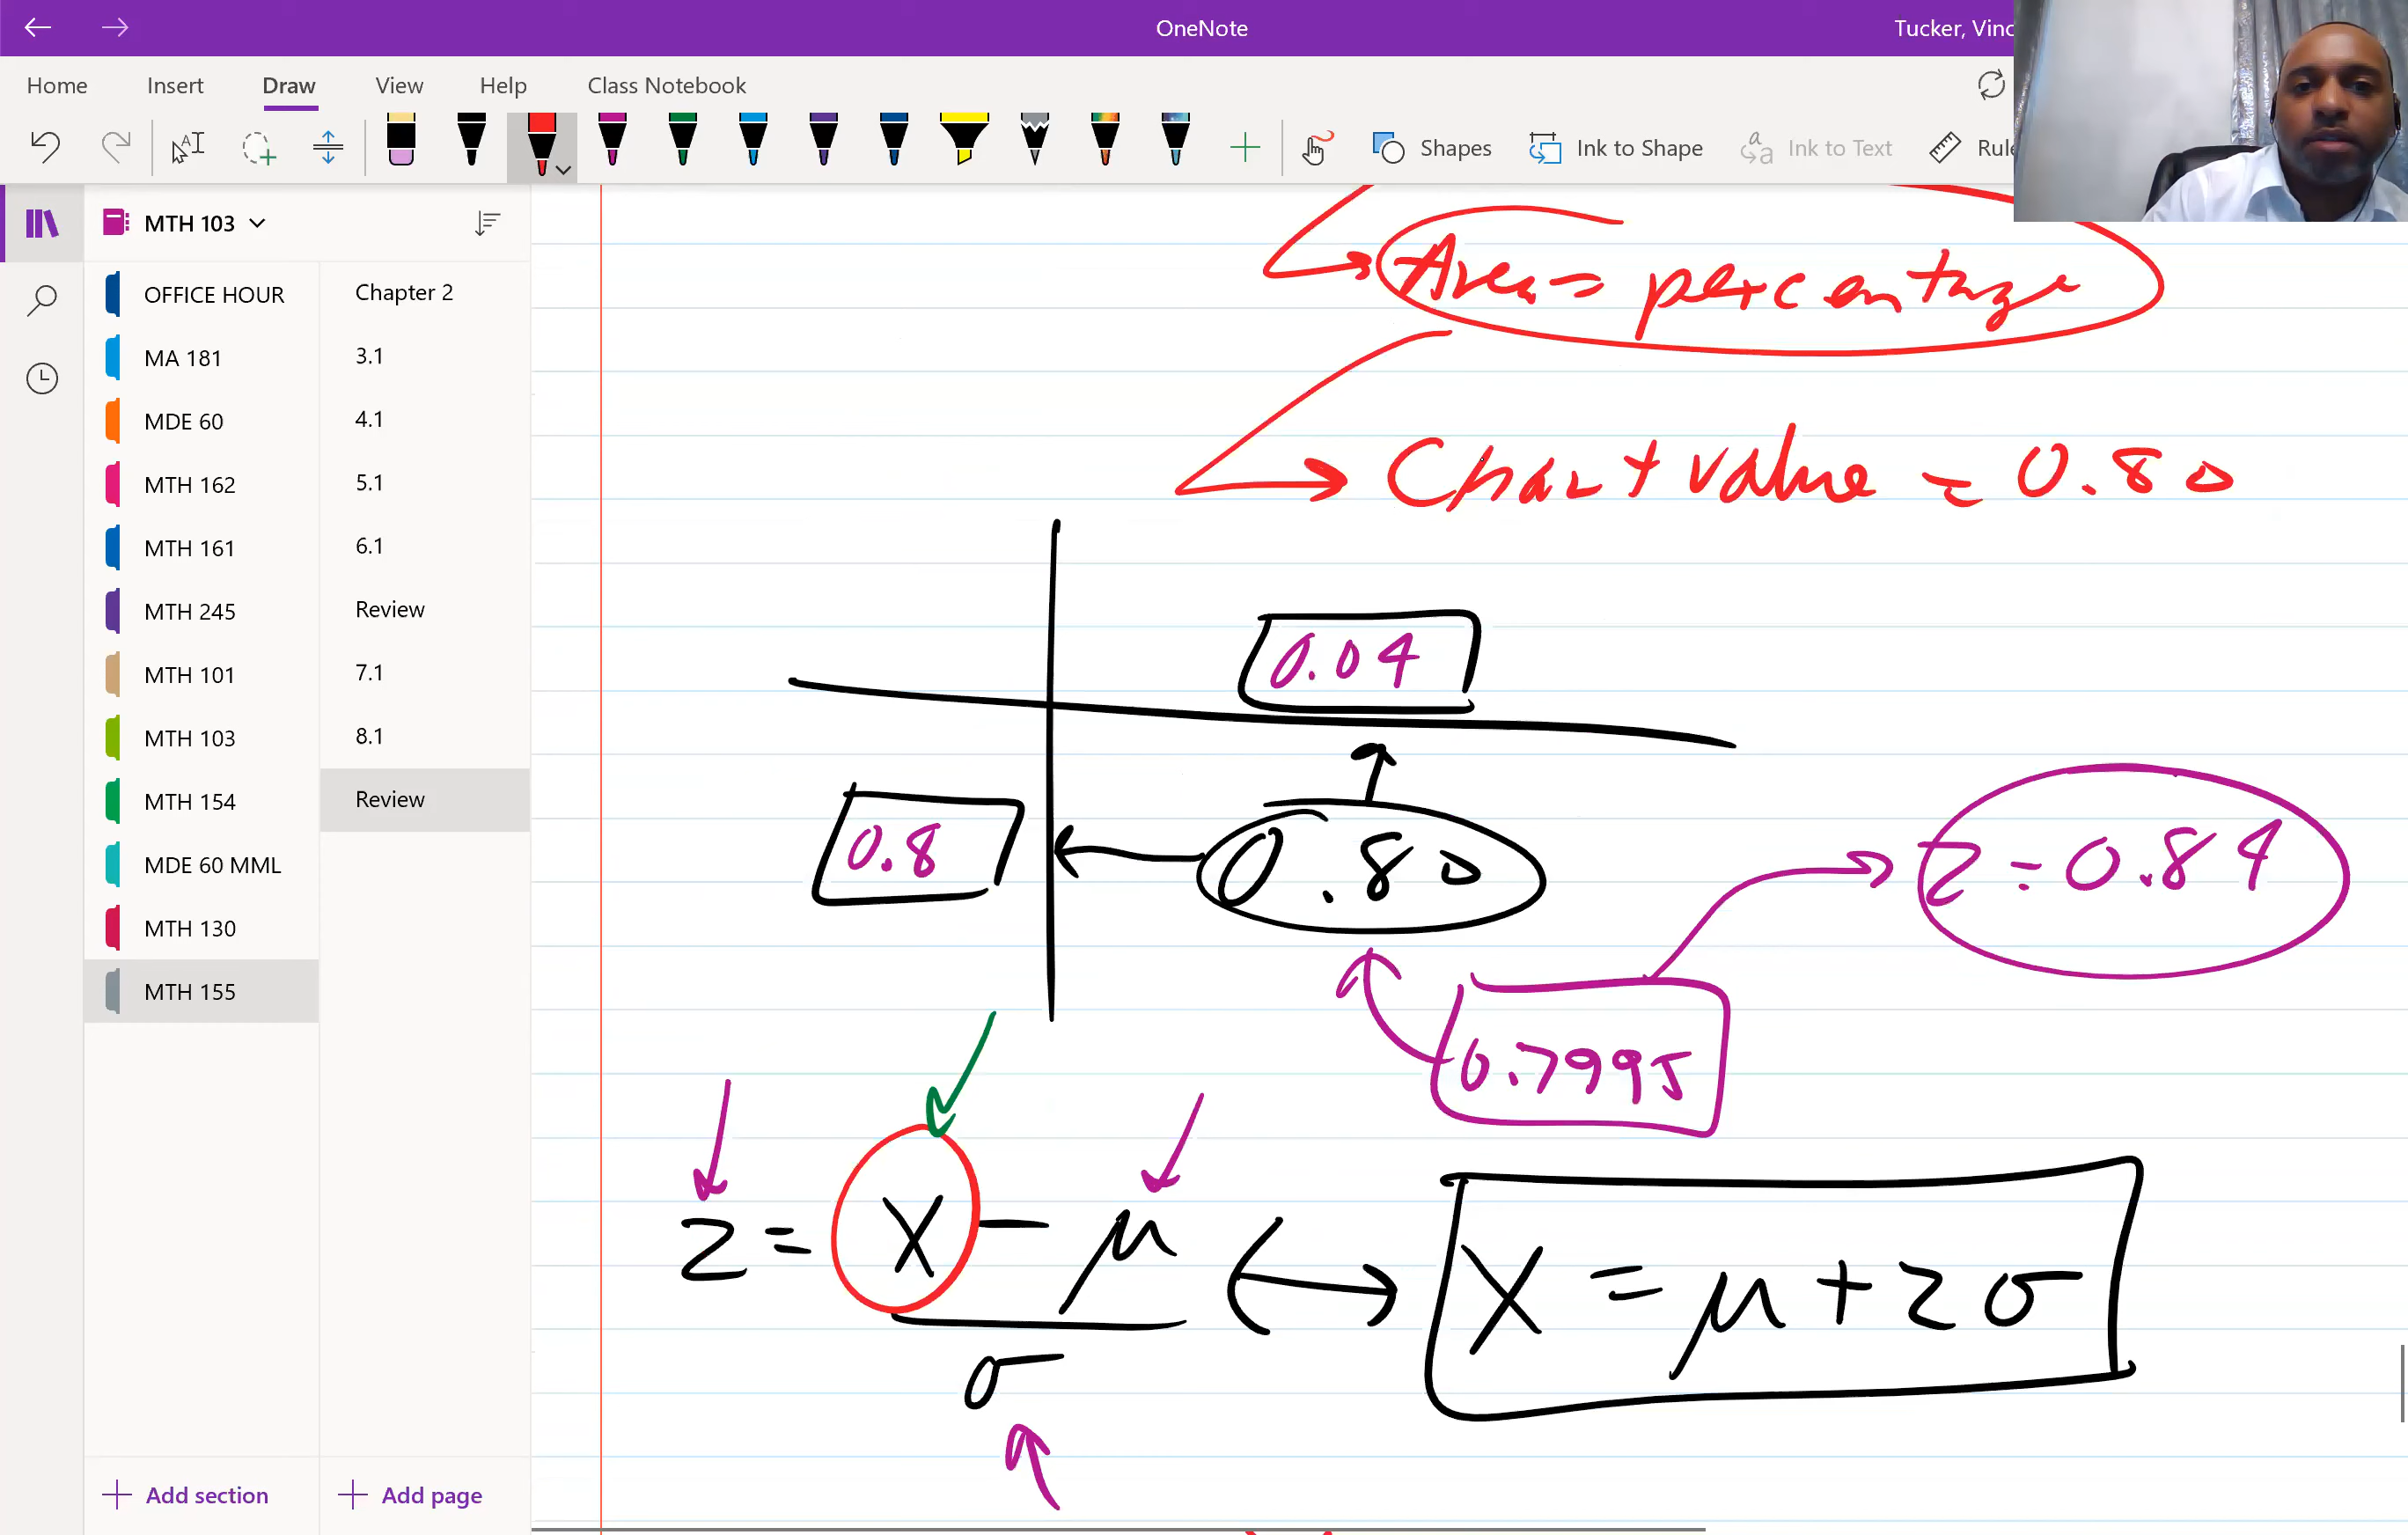 OneNote
Tucker, Vinc
Home Insert Draw View Help Class Notebook
Shapes Ink to Shape Ink to Text Rule
MTH 103
OFFICE HOUR
MA 181
MDE 60
MTH 162
MTH 161
MTH 245
MTH 101
MTH 103
MTH 154
MDE 60 MML
MTH 130
MTH 155
Add section
Chapter 2
3.1
4.1
5.1
6.1
Review
7.1
8.1
Review
Add page
Area = percentage
Chart value = 0.80
0.04
0.8 0.80 z = 0.84
0.7995
z = x - μ / σ ↔ x = μ + zσ